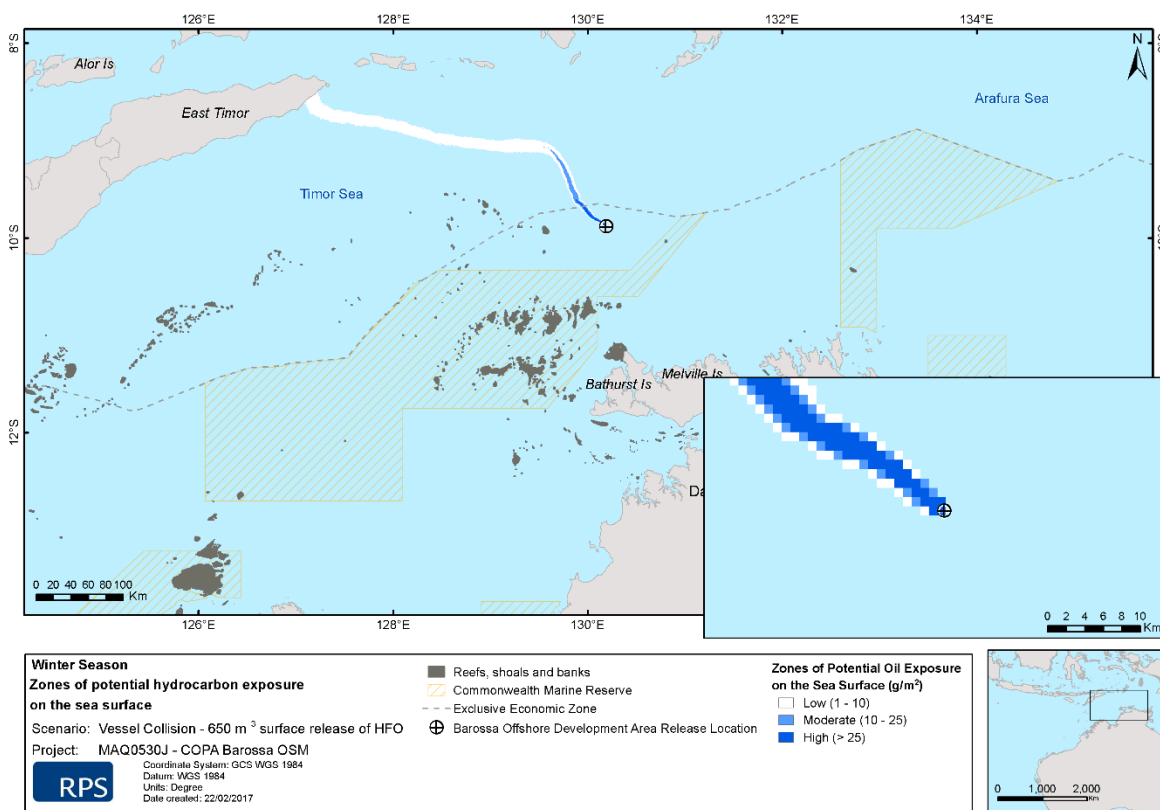 126°E 128°E 130°E 132°E 134°E
8°S
N
Alor Is
Arafura Sea
East Timor
Timor Sea
10°S
Melville Is
Bathurst Is
12°S
Da
0 20 40 60 80 100
Km
0 2 4 6 8 10
Km
126°E 128°E 130°E
Winter Season
Zones of potential hydrocarbon exposure
on the sea surface
Scenario: Vessel Collision - 650 m³ surface release of HFO
Project: MAQ0530J - COPA Barossa OSM
RPS
Coordinate System: GCS WGS 1984
Datum: WGS 1984
Units: Degree
Date created: 22/02/2017
Reefs, shoals and banks
Commonwealth Marine Reserve
Exclusive Economic Zone
Barossa Offshore Development Area Release Location
Zones of Potential Oil Exposure
on the Sea Surface (g/m²)
Low (1 - 10)
Moderate (10 - 25)
High (> 25)
0 1,000 2,000
Km